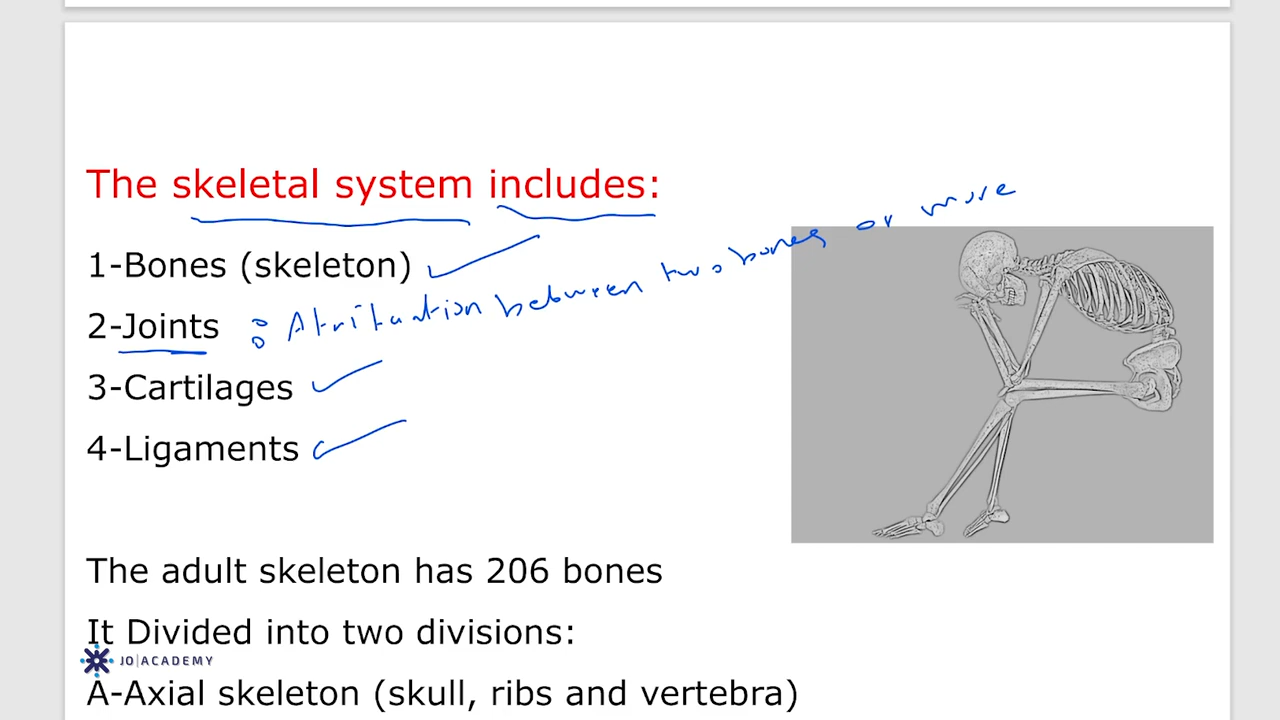 The skeletal system includes:
1-Bones (skeleton)
2-Joints : between two bones or more
3-Cartilages
4-Ligaments
The adult skeleton has 206 bones
It Divided into two divisions:
JO|ACADEMY
A-Axial skeleton (skull, ribs and vertebra)